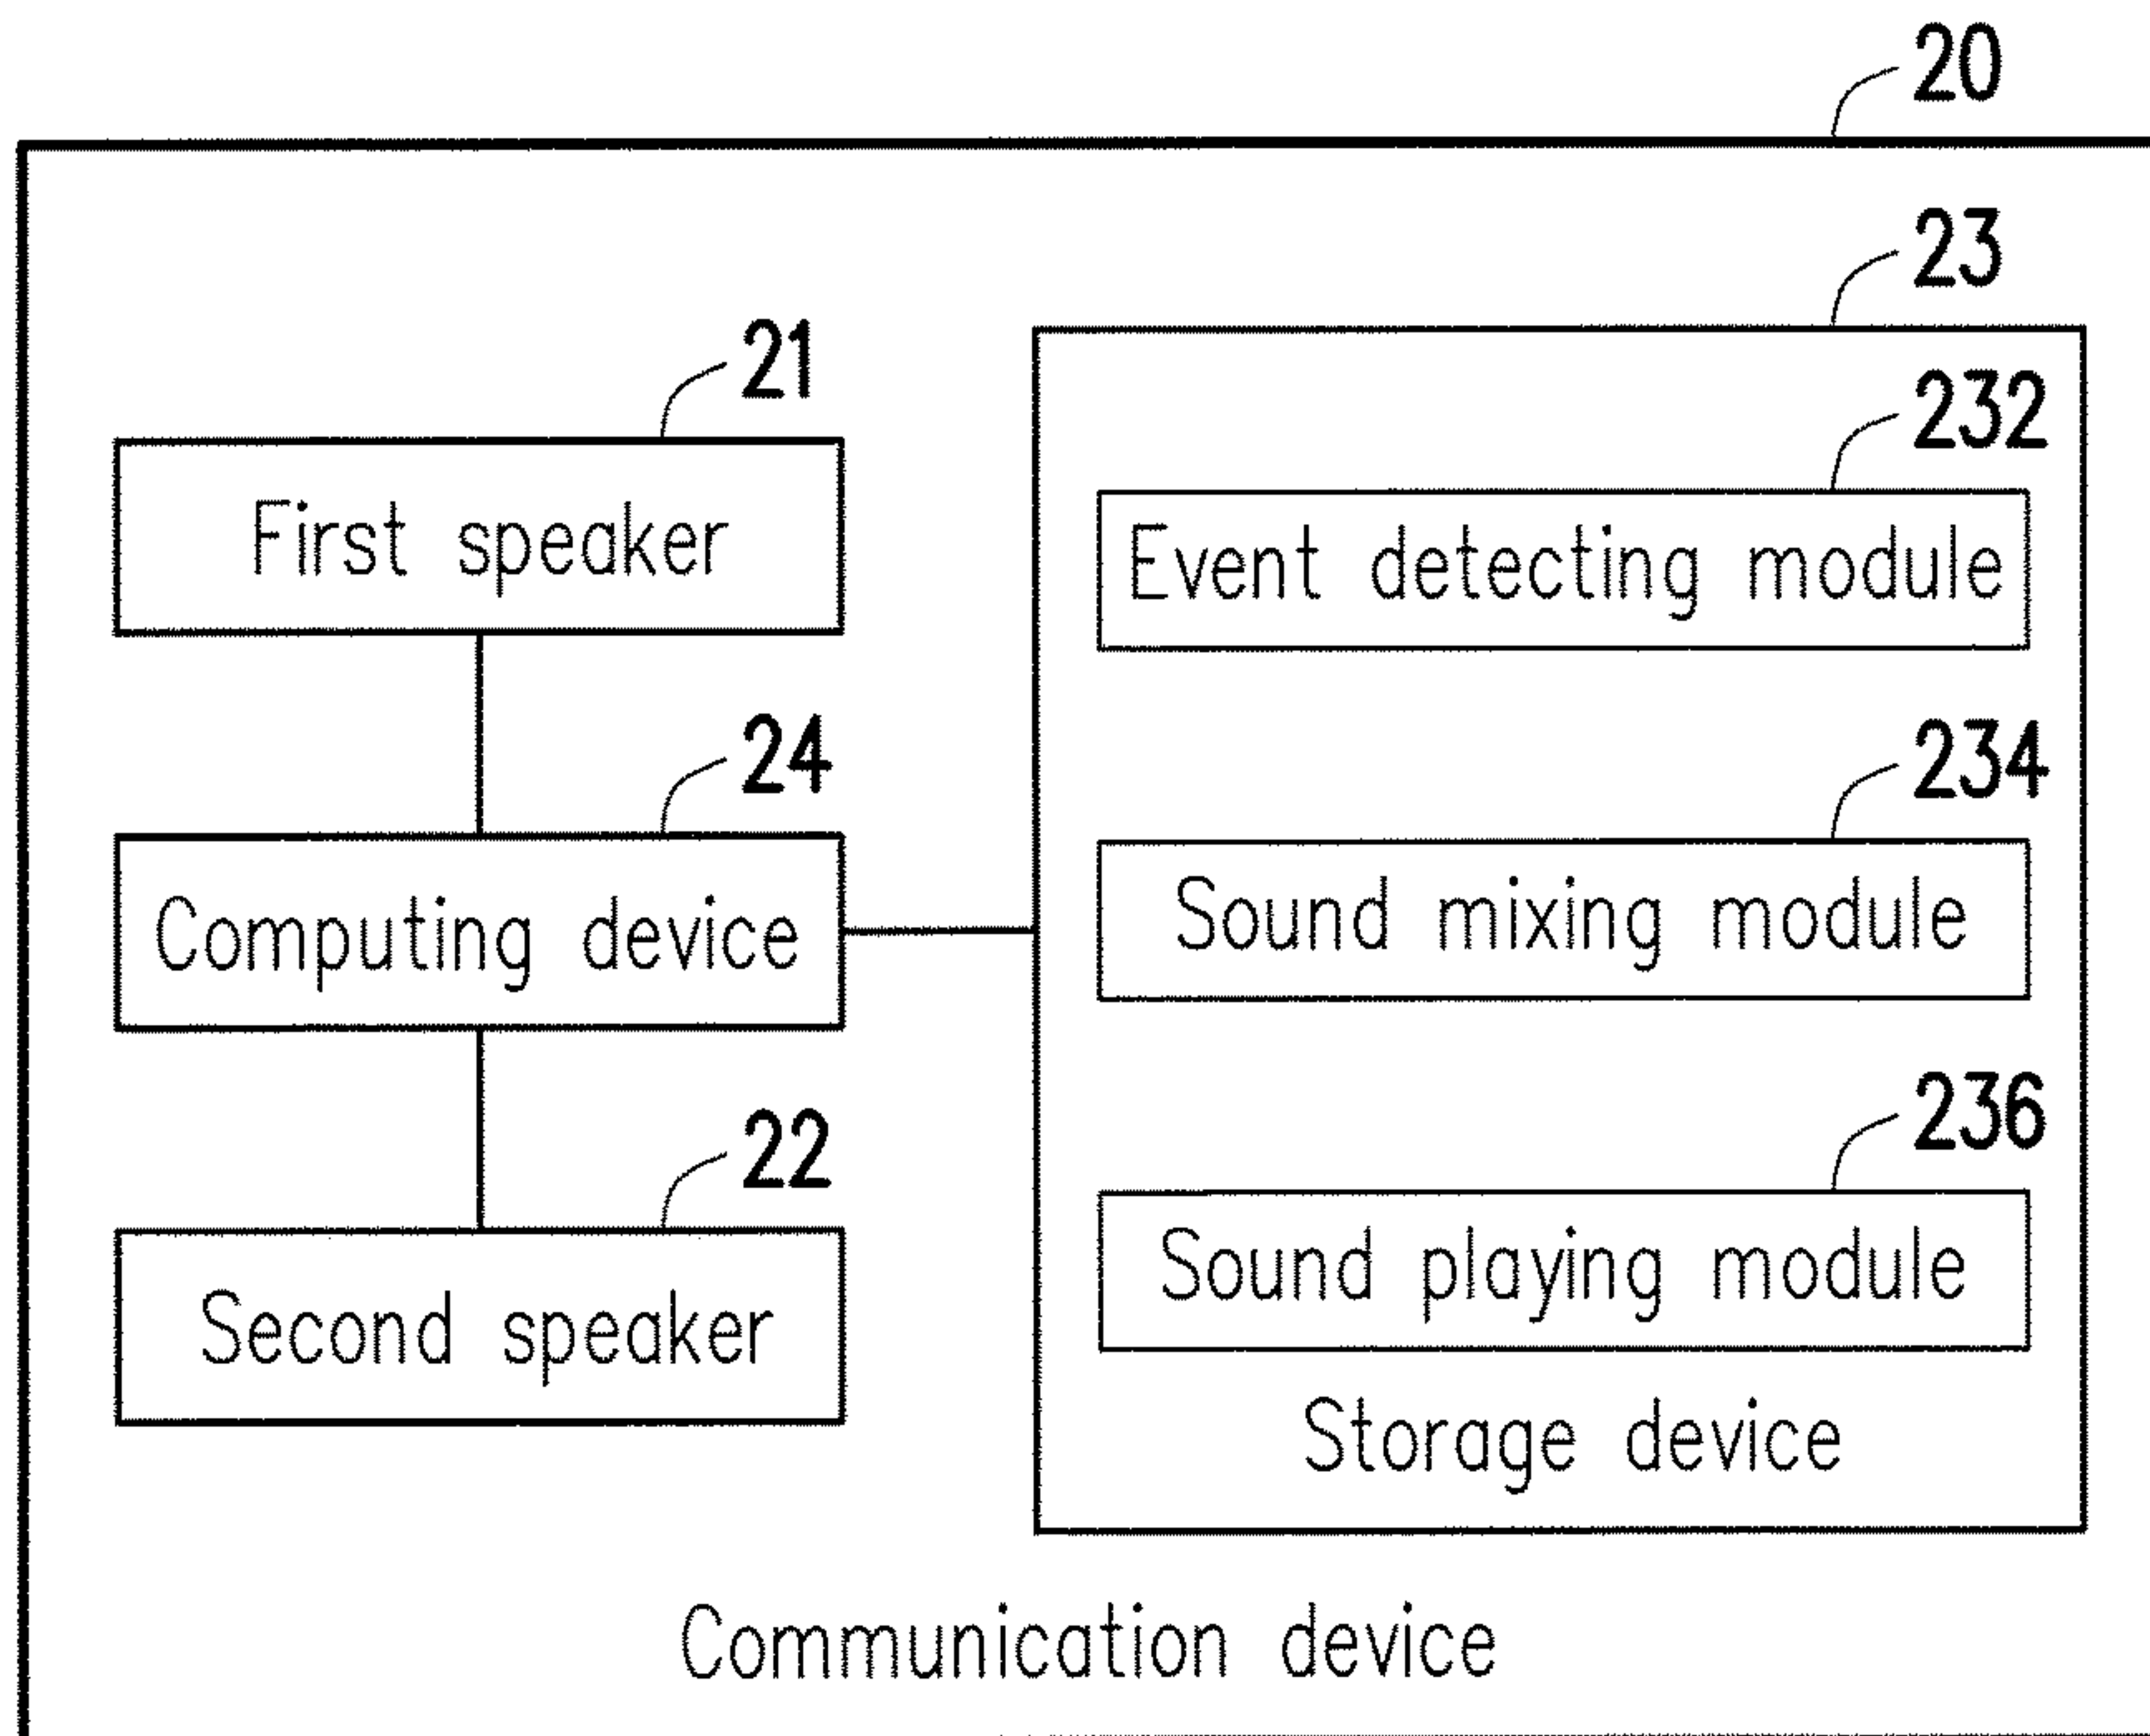 20
23
21
232
First speaker
Event detecting module
24
234
Computing device
Sound mixing module
22
236
Second speaker
Sound playing module
Storage device
Communication device